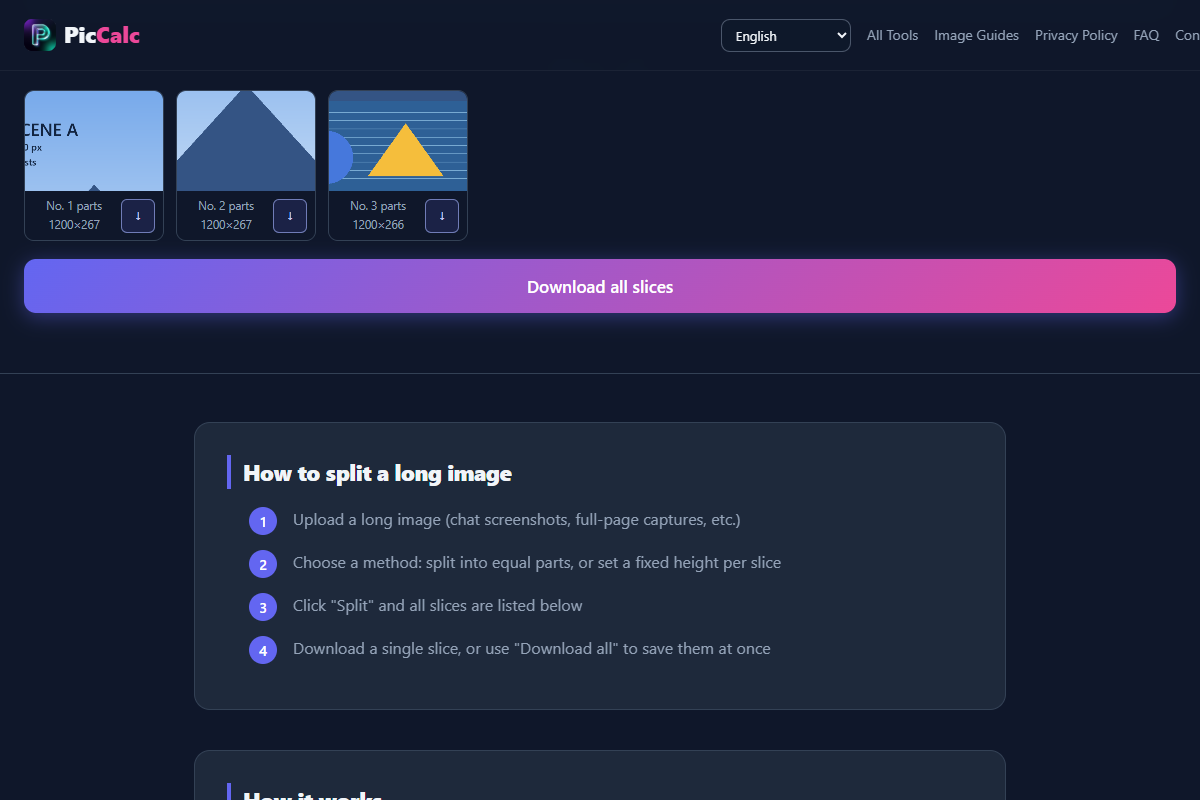 PicCalc
English
All Tools
Image Guides
Privacy Policy
FAQ
CENE A
px
No. 1 parts
1200×267
↓
No. 2 parts
1200×267
↓
No. 3 parts
1200×266
↓
Download all slices
How to split a long image
1 Upload a long image (chat screenshots, full-page captures, etc.)
2 Choose a method: split into equal parts, or set a fixed height per slice
3 Click "Split" and all slices are listed below
4 Download a single slice, or use "Download all" to save them at once
How it works